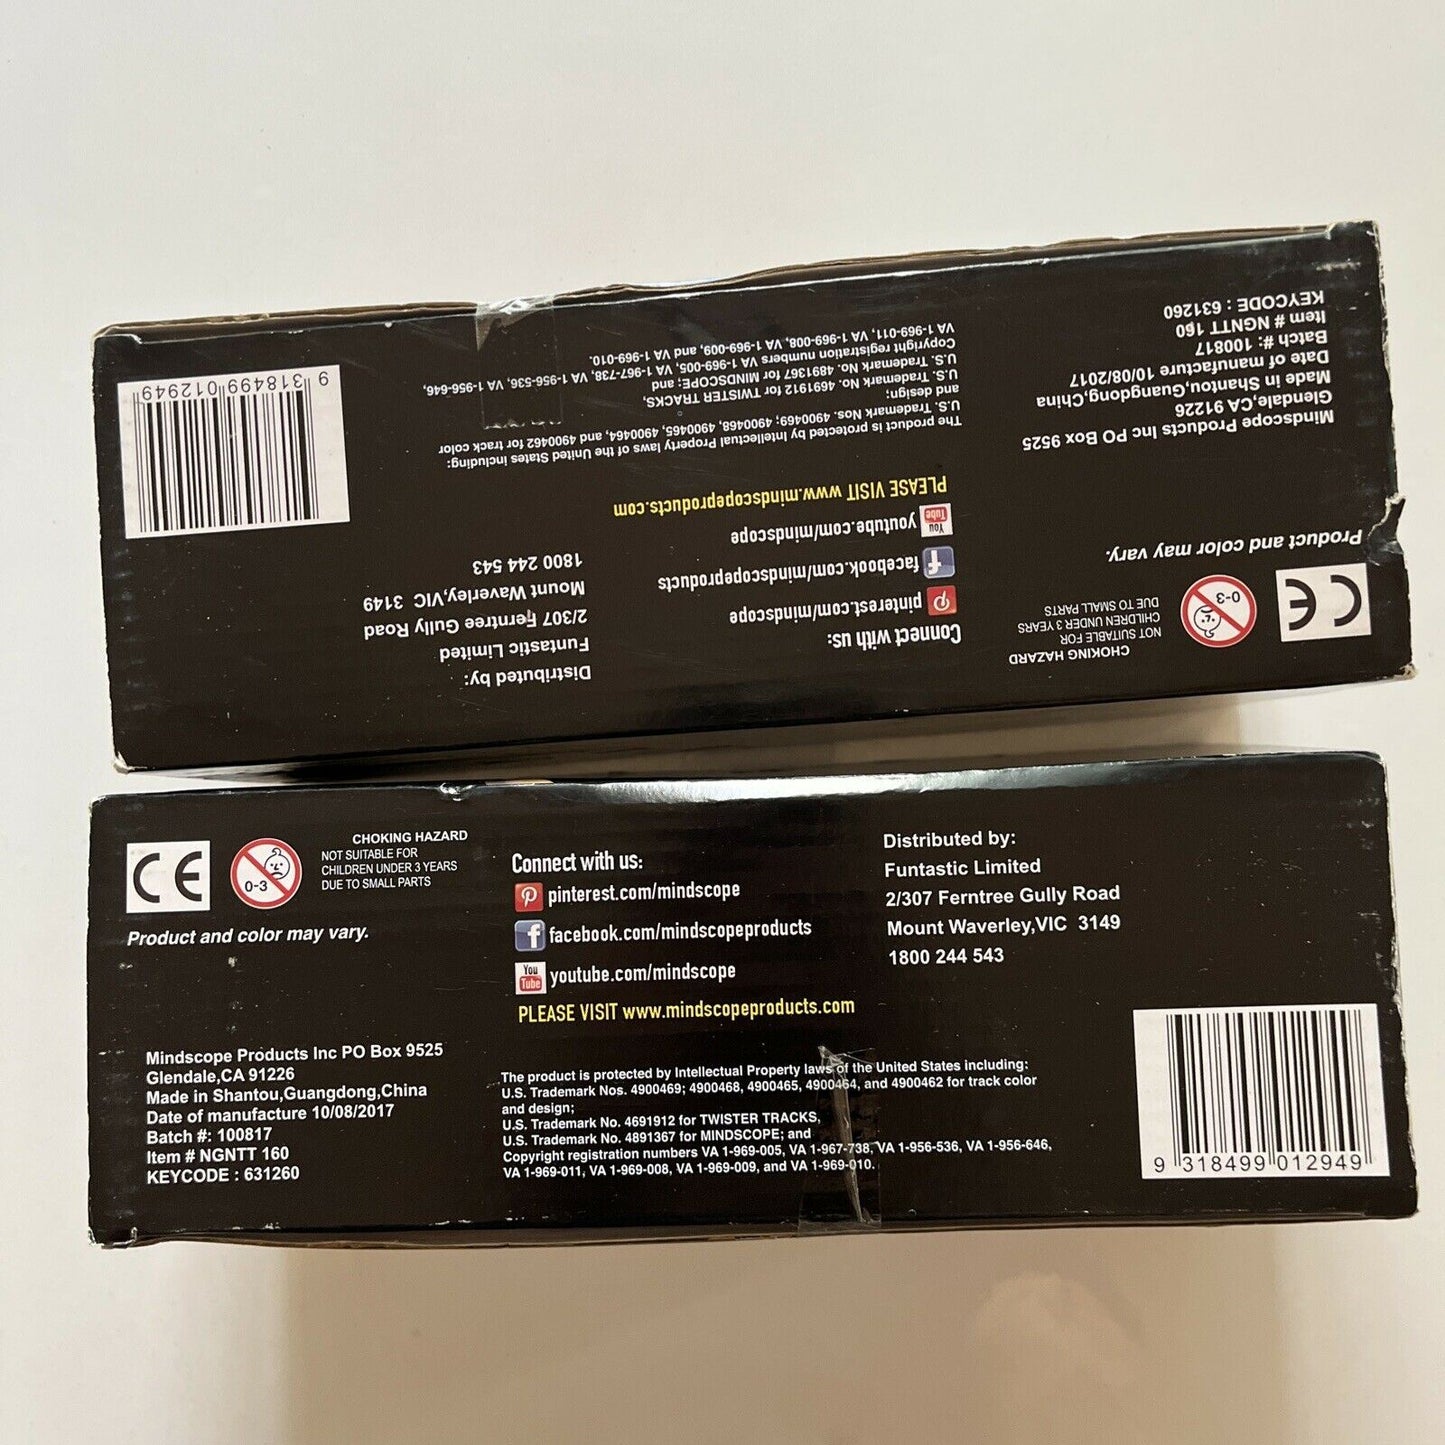 CHOKING HAZARD
NOT SUITABLE FOR
CHILDREN UNDER 3 YEARS
DUE TO SMALL PARTS
CE
0-3
Product and color may vary.
Mindscope Products Inc PO Box 9525
Glendale,CA 91226
Made in Shantou,Guangdong,China
Date of manufacture 10/08/2017
Batch #: 100817
Item # NGNTT 160
KEYCODE : 631260
Connect with us:
pinterest.com/mindscope
facebook.com/mindscopeproducts
You Tube youtube.com/mindscope
PLEASE VISIT www.mindscopeproducts.com
The product is protected by Intellectual Property laws of the United States including:
U.S. Trademark Nos. 4900469; 4900468, 4900465, 4900464, and 4900462 for track color
and design;
U.S. Trademark No. 4691912 for TWISTER TRACKS,
U.S. Trademark No. 4891367 for MINDSCOPE; and
Copyright registration numbers VA 1-969-005, VA 1-967-738, VA 1-956-536, VA 1-956-646,
VA 1-969-011, VA 1-969-008, VA 1-969-009, and VA 1-969-010.
Distributed by:
Funtastic Limited
2/307 Ferntree Gully Road
Mount Waverley,VIC 3149
1800 244 543
9 318499 012949
CE
0-3
CHOKING HAZARD
NOT SUITABLE FOR
CHILDREN UNDER 3 YEARS
DUE TO SMALL PARTS
Product and color may vary.
Mindscope Products Inc PO Box 9525
Glendale,CA 91226
Made in Shantou,Guangdong,China
Date of manufacture 10/08/2017
Batch #: 100817
Item # NGNTT 160
KEYCODE : 631260
Connect with us:
pinterest.com/mindscope
facebook.com/mindscopeproducts
You Tube youtube.com/mindscope
PLEASE VISIT www.mindscopeproducts.com
The product is protected by Intellectual Property laws of the United States including:
U.S. Trademark Nos. 4900469; 4900468, 4900465, 4900464, and 4900462 for track color
and design;
U.S. Trademark No. 4691912 for TWISTER TRACKS,
U.S. Trademark No. 4891367 for MINDSCOPE; and
Copyright registration numbers VA 1-969-005, VA 1-967-738, VA 1-956-536, VA 1-956-646,
VA 1-969-011, VA 1-969-008, VA 1-969-009, and VA 1-969-010.
Distributed by:
Funtastic Limited
2/307 Ferntree Gully Road
Mount Waverley,VIC 3149
1800 244 543
9 318499 012949